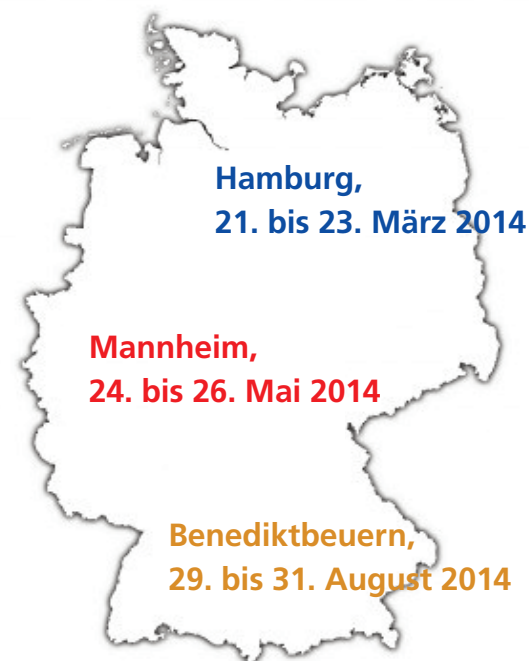 Hamburg,
21. bis 23. März 2014
Mannheim,
24. bis 26. Mai 2014
Benediktbeuern,
29. bis 31. August 2014